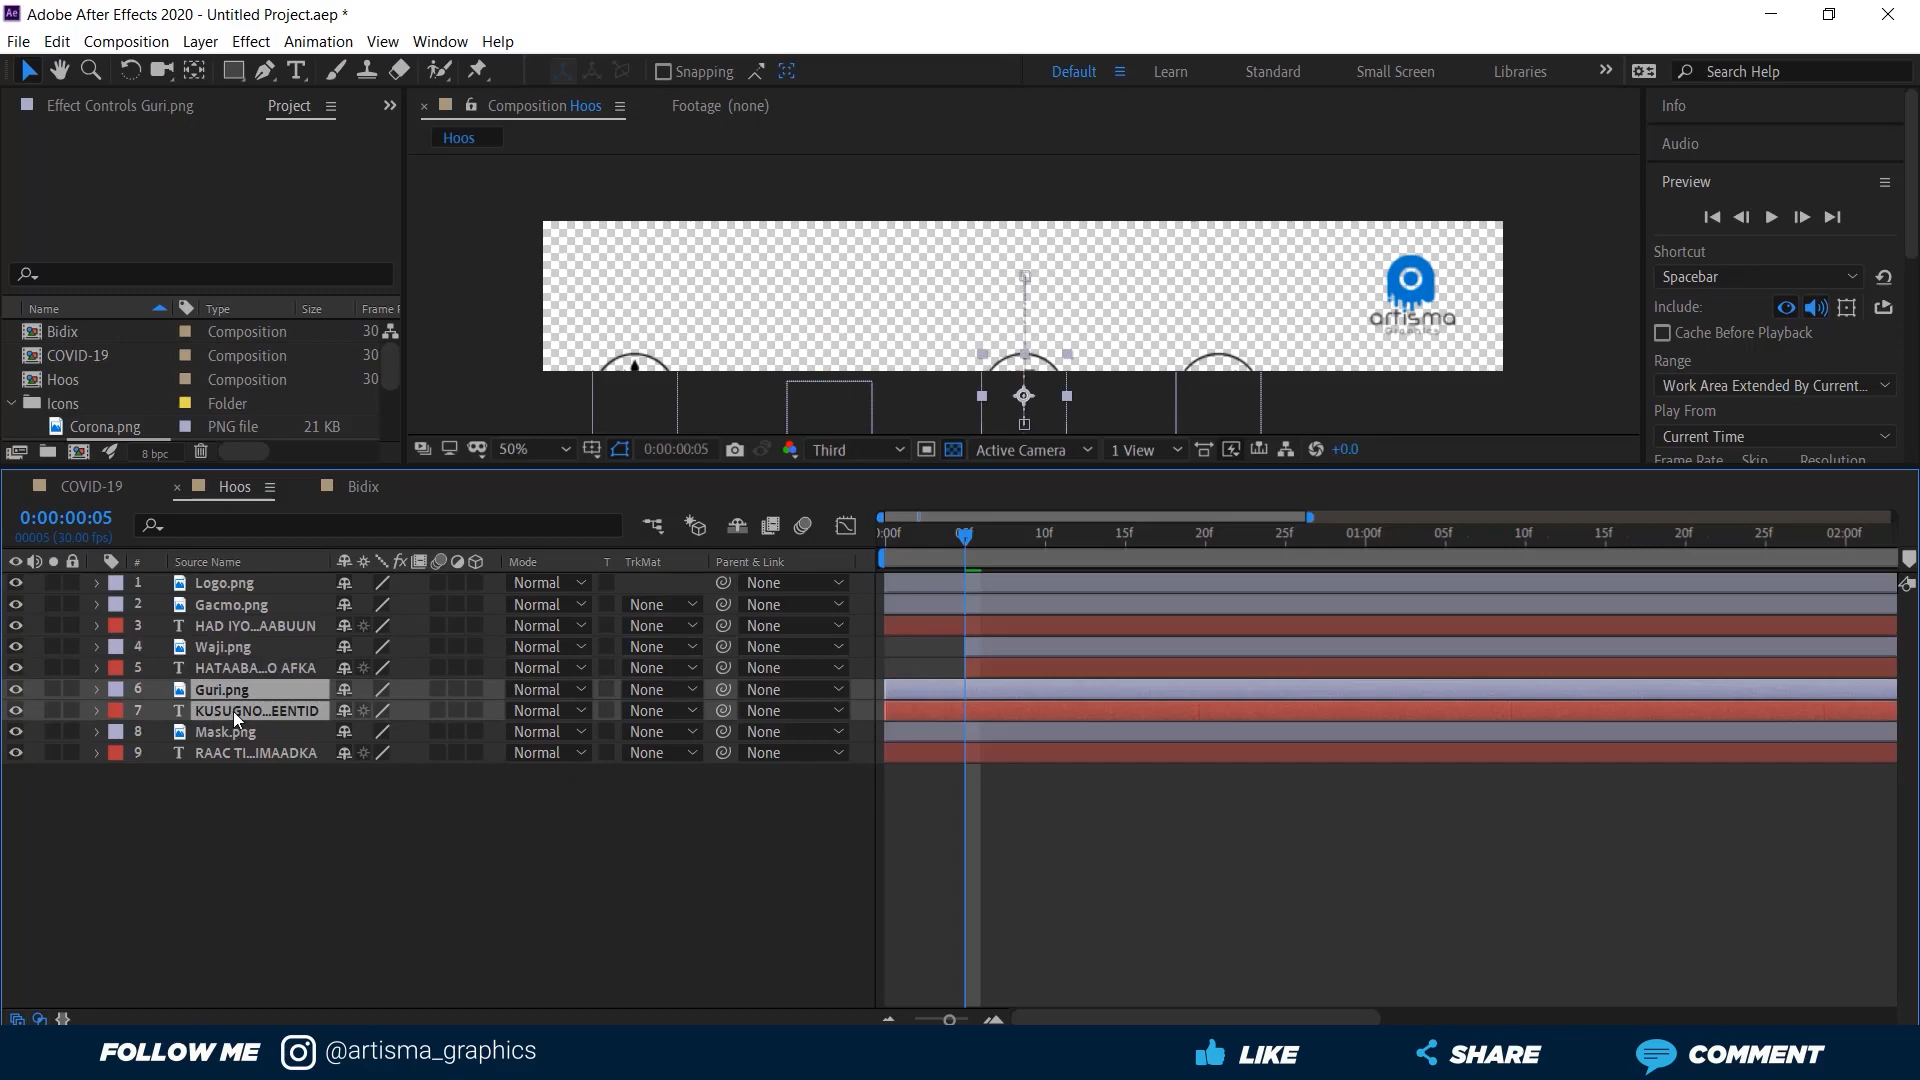 Adobe After Effects 2020 - Untitled Project.aep *
File Edit Composition Layer Effect Animation View Window Help
Snapping Default Learn Standard Small Screen Libraries Search Help
Effect Controls Guri.png Project
Composition Hoos Footage (none)
Hoos
Info
Audio
Preview
Shortcut
Spacebar
Include:
Cache Before Playback
Range
Work Area Extended By Current...
Play From
Current Time
Frame Rate Skip Resolution
Name Type Size Frame
Bidix Composition 30
COVID-19 Composition 30
Hoos Composition 30
Icons Folder
Corona.png PNG file 21 KB
8 bpc
artisma
Graphics
50% 0:00:00:05 Third Active Camera 1 View +0.0
COVID-19 Hoos Bidix
0:00:00:05
00005 (30.00 fps)
:00f 05f 10f 15f 20f 25f 01:00f 05f 10f 15f 20f 25f 02:00f
# Source Name Mode T TrkMat Parent & Link
1 Logo.png Normal None
2 Gacmo.png Normal None None
3 T HAD IYO...AABUUN Normal None None
4 Waji.png Normal None None
5 T HATAABA...O AFKA Normal None None
6 Guri.png Normal None None
7 T KUSUGNO...EENTID Normal None None
8 Mask.png Normal None None
9 T RAAC TI...IMAADKA Normal None None
FOLLOW ME @artisma_graphics LIKE SHARE COMMENT